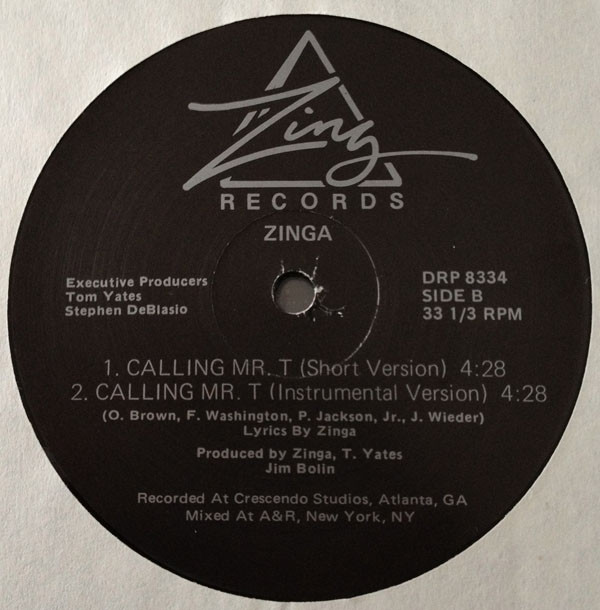 Zing
RECORDS
ZINGA
Executive Producers
Tom Yates
Stephen DeBlasio
DRP 8334
SIDE B
33 1/3 RPM
1. CALLING MR. T (Short Version) 4:28
2. CALLING MR. T (Instrumental Version) 4:28
(O. Brown, F. Washington, P. Jackson, Jr., J. Wieder)
Lyrics By Zinga
Produced by Zinga, T. Yates
Jim Bolin
Recorded At Crescendo Studios, Atlanta, GA
Mixed At A&R, New York, NY